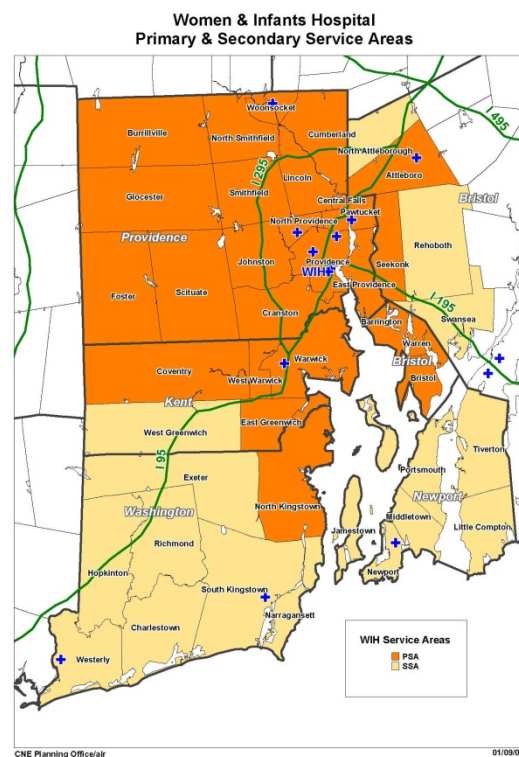 Women & Infants Hospital
Primary & Secondary Service Areas
I 495
Woonsocket
Burrillville
North Smithfield
Cumberland
North Attleborough
Attleboro
I 295
Lincoln
Glocester
Smithfield
Central Falls
Pawtucket
Bristol
North Providence
Providence
Rehoboth
Johnston
Providence
Seekonk
WIH
East Providence
Foster
Scituate
I 195
Cranston
Barrington
Swansea
Warren
Warwick
Bristol
Coventry
West Warwick
Bristol
Kent
East Greenwich
West Greenwich
I 95
Tiverton
Exeter
Portsmouth
North Kingstown
Newport
Washington
Middletown
Little Compton
Richmond
Jamestown
Hopkinton
Newport
South Kingstown
Narragansett
Charlestown
Westerly
WIH Service Areas
PSA
SSA
CNE Planning Office/air